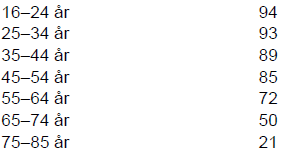 16–24 år 94
25–34 år 93
35–44 år 89
45–54 år 85
55–64 år 72
65–74 år 50
75–85 år 21